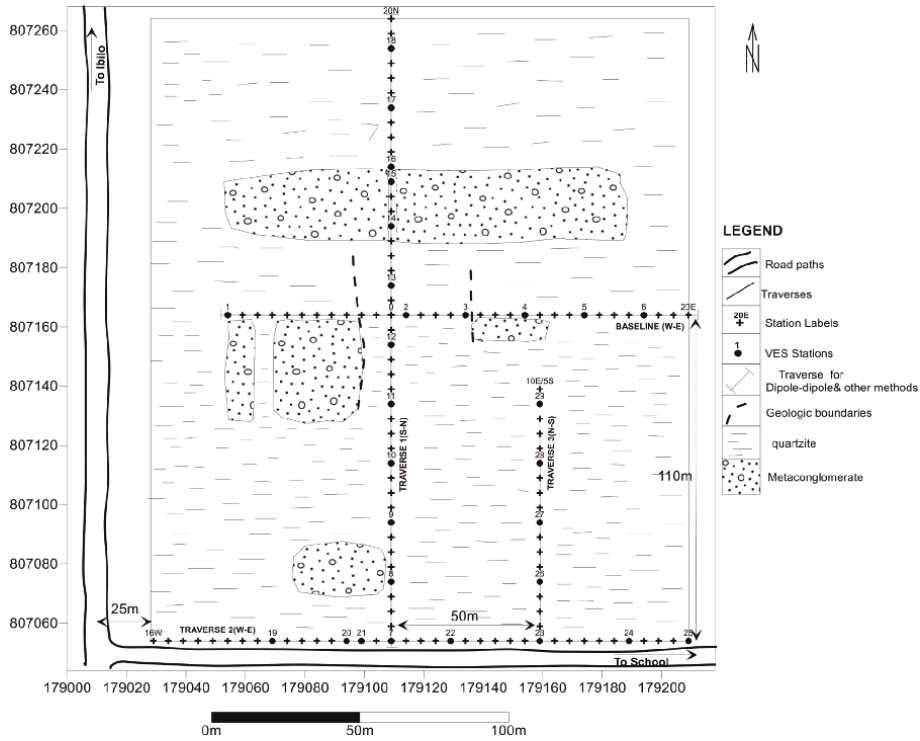 20N
807260
To Ibilo
18
N
807240
17
807220
16
15
807200
14
LEGEND
Road paths
807180
13
Traverses
1
0
2
3
4
5
6
20E
20E
Station Labels
807160
BASELINE (W-E)
12
1
VES Stations
Traverse for
Dipole-dipole& other methods
10E/5S
807140
11
29
Geologic boundaries
TRAVERSE 1(S-N)
TRAVERSE 3(N-S)
quartzite
807120
10
28
110m
Metaconglomerate
807100
9
27
807080
8
26
25m
50m
807060
TRAVERSE 2(W-E)
16W
19
20
21
7
22
23
24
25
To School
179000
179020
179040
179060
179080
179100
179120
179140
179160
179180
179200
0m
50m
100m